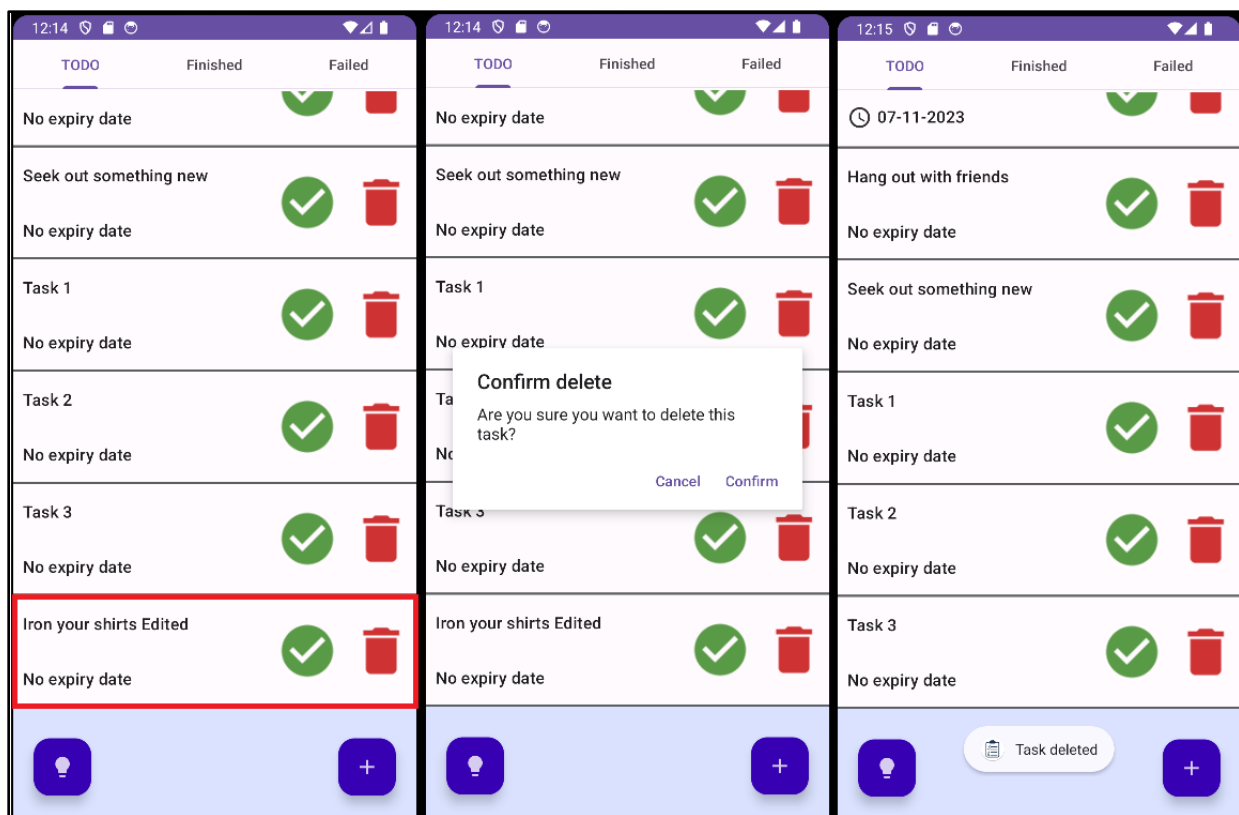 12:14
TODO Finished Failed
No expiry date
Seek out something new
No expiry date
Task 1
No expiry date
Task 2
No expiry date
Task 3
No expiry date
Iron your shirts Edited
No expiry date
+
12:14
TODO Finished Failed
No expiry date
Seek out something new
No expiry date
Task 1
No expiry date
Ta
Confirm delete
Are you sure you want to delete this
task?
No
Cancel Confirm
Task 3
No expiry date
Iron your shirts Edited
No expiry date
+
12:15
TODO Finished Failed
07-11-2023
Hang out with friends
No expiry date
Seek out something new
No expiry date
Task 1
No expiry date
Task 2
No expiry date
Task 3
No expiry date
Task deleted
+